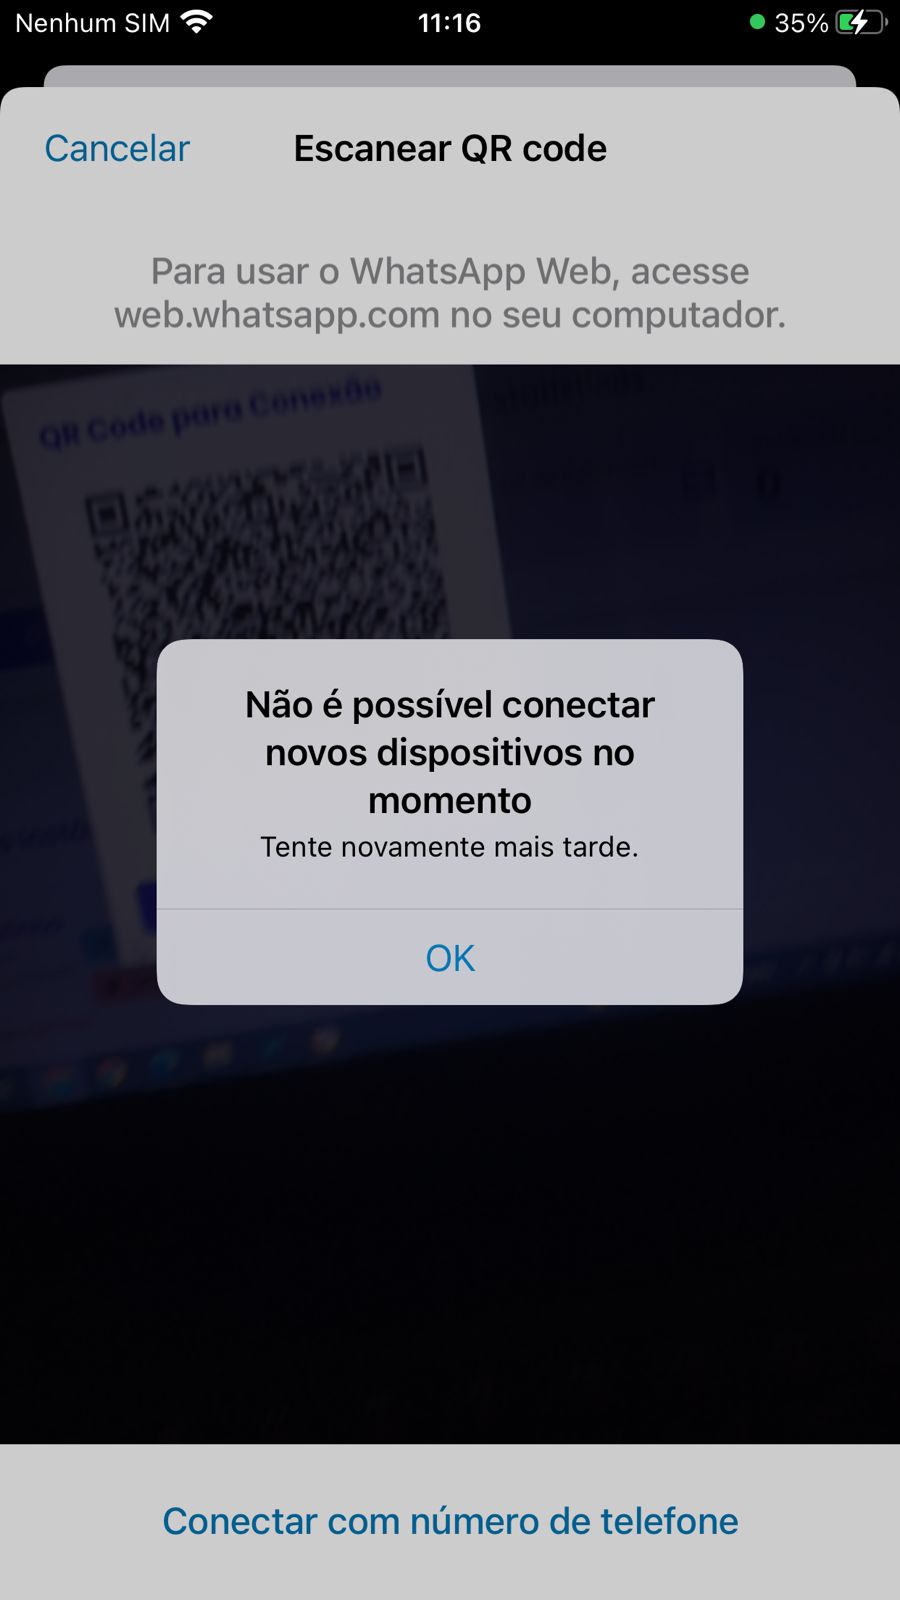 Nenhum SIM
11:16
35%
Cancelar
Escanear QR code
Para usar o WhatsApp Web, acesse
web.whatsapp.com no seu computador.
QR Code para Conexão
Não é possível conectar
novos dispositivos no
momento
Tente novamente mais tarde.
OK
Conectar com número de telefone